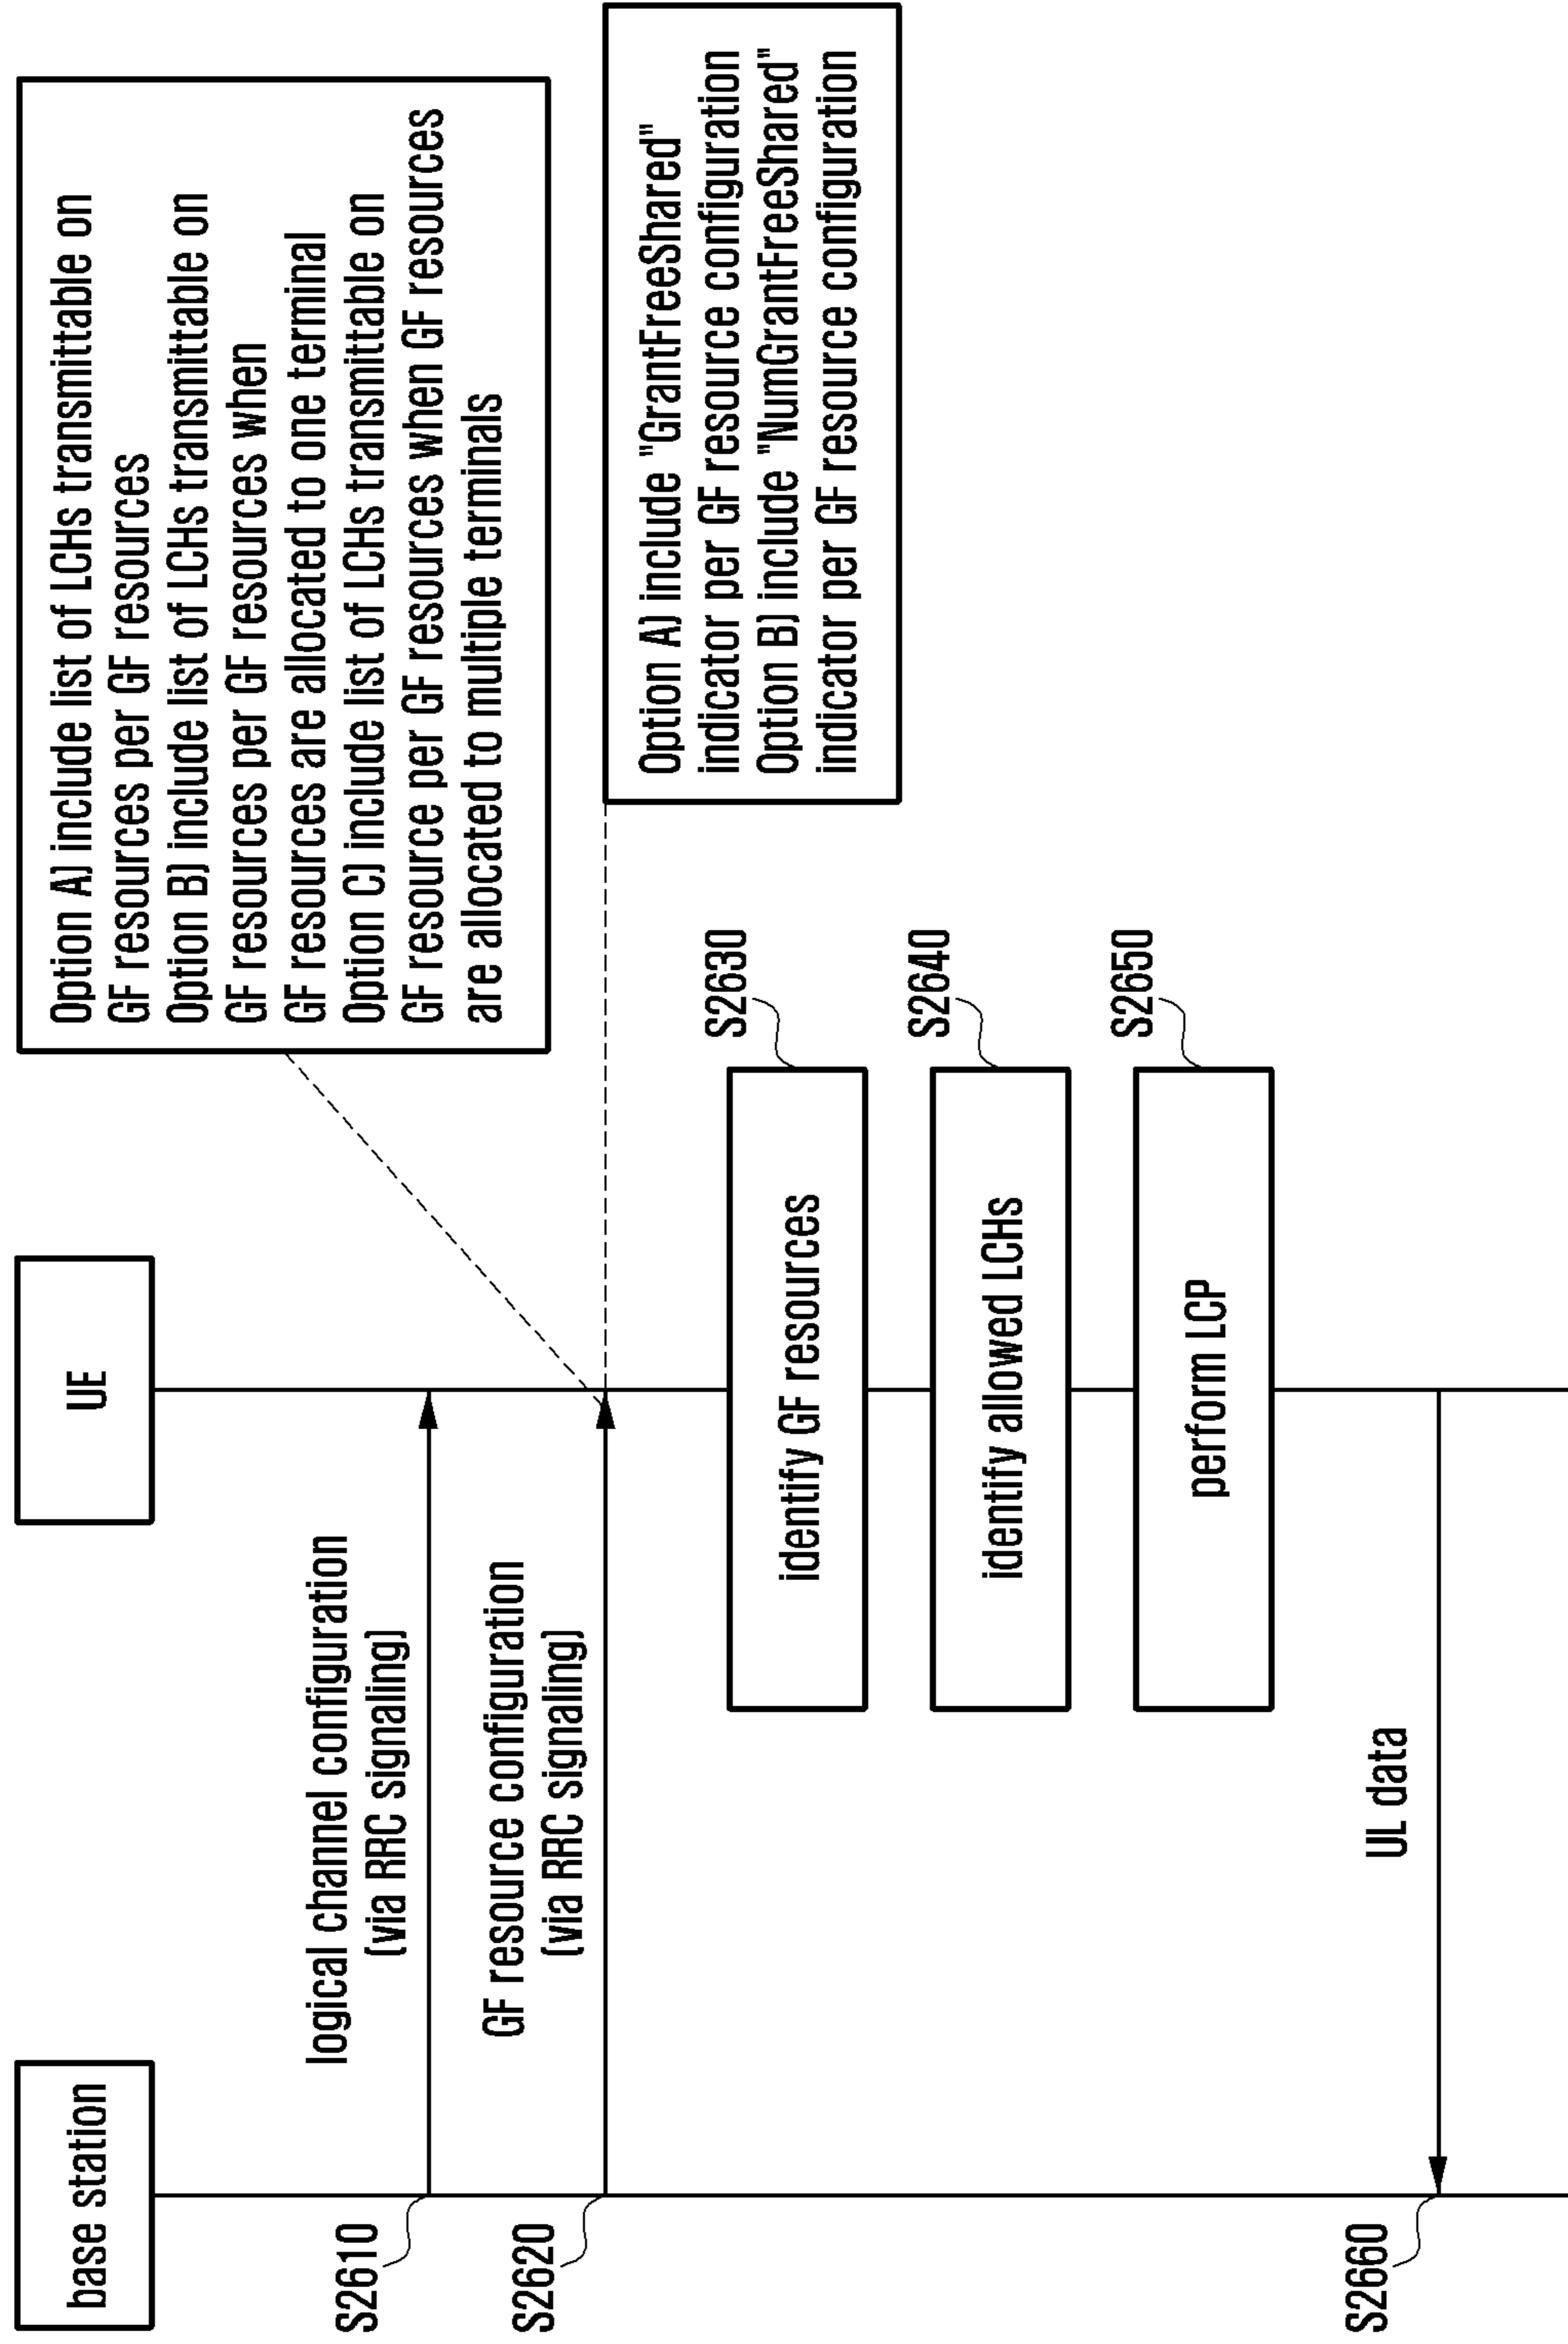 base station
UE
S2610
logical channel configuration
(via RRC signaling)
S2620
GF resource configuration
(via RRC signaling)
Option A) include list of LCHs transmittable on
GF resources per GF resources
Option B) include list of LCHs transmittable on
GF resources per GF resources when
GF resources are allocated to one terminal
Option C) include list of LCHs transmittable on
GF resource per GF resources when GF resources
are allocated to multiple terminals
Option A) include "GrantFreeShared"
indicator per GF resource configuration
Option B) include "NumGrantFreeShared"
indicator per GF resource configuration
identify GF resources
S2630
identify allowed LCHs
S2640
perform LCP
S2650
UL data
S2660